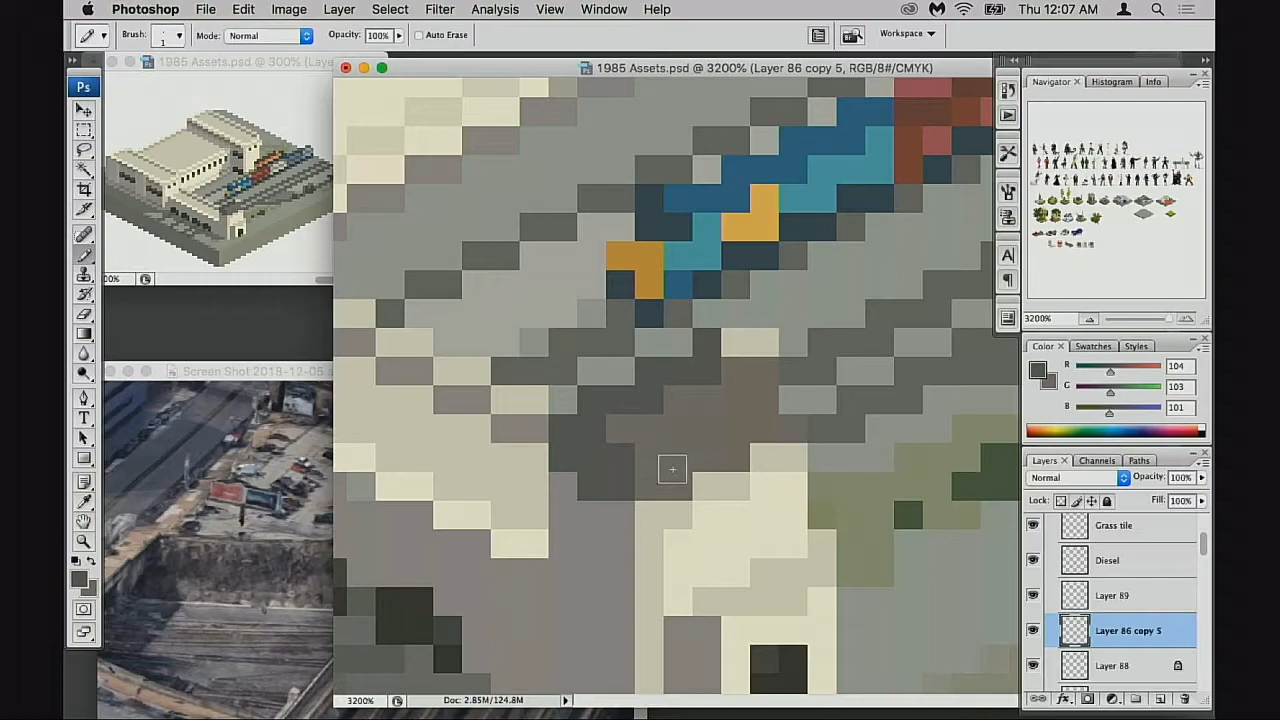 Photoshop File Edit Image Layer Select Filter Analysis View Window Help Thu 12:07 AM
Brush: 1 Mode: Normal Opacity: 100% Auto Erase Workspace
1985 Assets.psd @ 300% (Laye
1985 Assets.psd @ 3200% (Layer 86 copy 5, RGB/8#/CMYK)
Ps
Navigator Histogram Info
00%
3200%
Color Swatches Styles
R 104
G 103
B 101
Screen Shot 2018-12-05 a
Layers Channels Paths
Normal Opacity: 100%
Lock: Fill: 100%
Grass tile
Diesel
Layer 89
Layer 86 copy 5
Layer 88
3200% Doc: 2.85M/124.8M